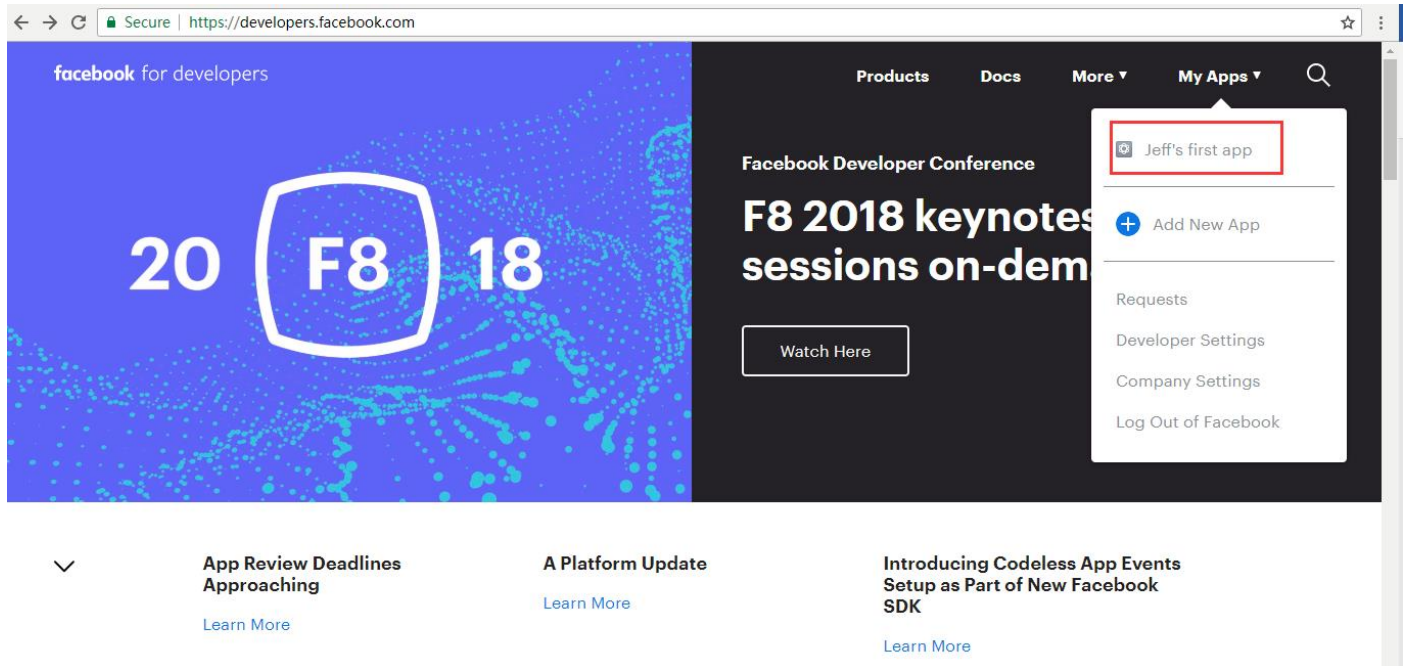 Secure | https://developers.facebook.com
facebook for developers
Products Docs More ▼ My Apps ▼
Jeff's first app
Add New App
Requests
Developer Settings
Company Settings
Log Out of Facebook
20 F8 18
Facebook Developer Conference
F8 2018 keynotes
sessions on-dem
Watch Here
App Review Deadlines
Approaching
Learn More
A Platform Update
Learn More
Introducing Codeless App Events
Setup as Part of New Facebook
SDK
Learn More